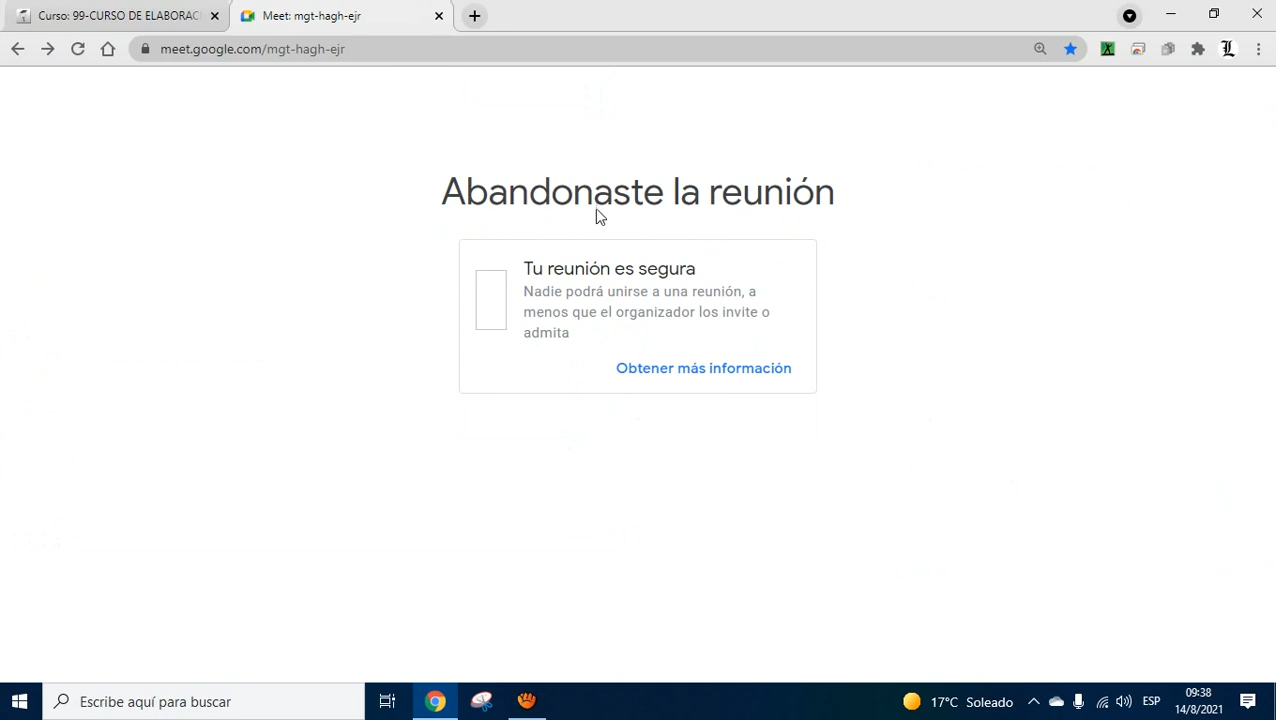 Curso: 99-CURSO DE ELABORAC
Meet: mgt-hagh-ejr
meet.google.com/mgt-hagh-ejr
Abandonaste la reunión
Tu reunión es segura
Nadie podrá unirse a una reunión, a
menos que el organizador los invite o
admita
Obtener más información
Escribe aquí para buscar
17°C Soleado
ESP
09:38
14/8/2021